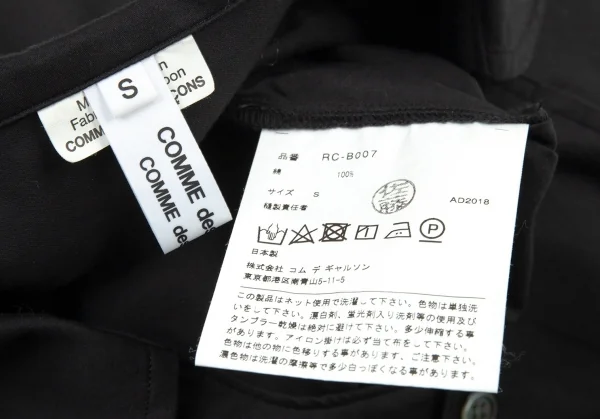 S
COMME des
COMME des
M
n
Fab
oon
COMM
ÇONS
品番 RC-B007
綿 100%
サイズ S
縫製責任者
AD2018
P
日本製
株式会社 コム デ ギャルソン
東京都港区南青山5-11-5
この製品はネット使用で洗濯して下さい。色物は単独洗
いをして下さい。漂白剤、蛍光剤入り洗剤等の使用及び
タンブラー乾燥は絶対に避けて下さい。多少伸縮する事
があります。アイロン掛けは必ず当て布をして下さい。
色物は他の物に色移りする事が有ります、ご注意下さい。
濃色物は洗濯の摩擦等で多少白っぽくなる事があります。